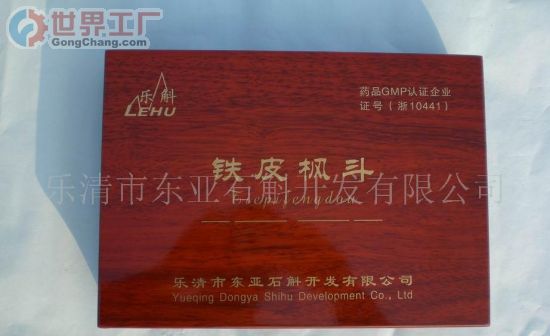 世界工厂
GongChang.com
乐斛
LEHU
药品GMP认证企业
证号（浙10441）
铁皮枫斗
Tiepifengdou
乐清市东亚石斛开发有限公司
乐清市东亚石斛开发有限公司
Yueqing Dongya Shihu Development Co., Ltd